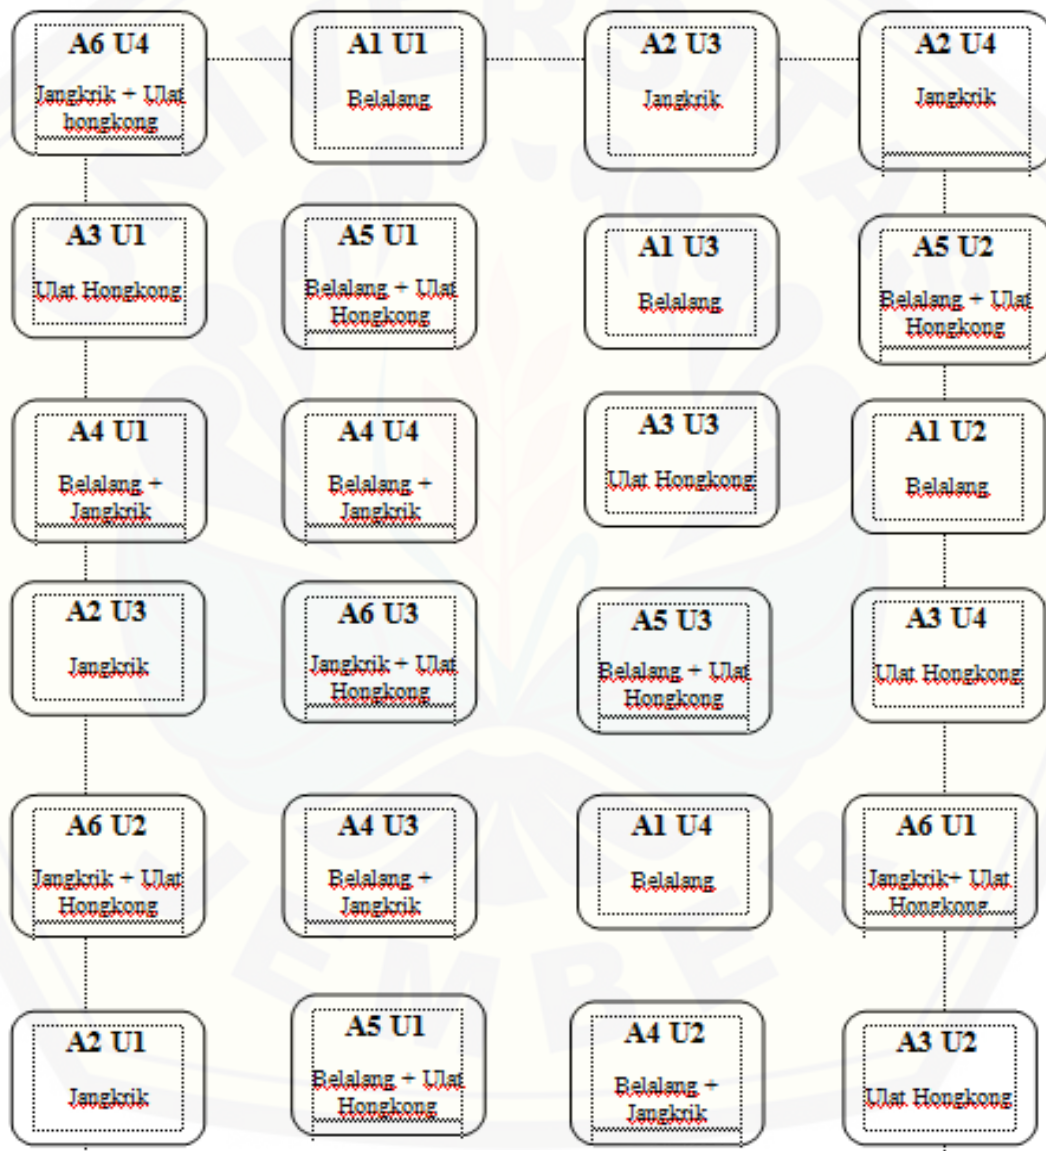 A6 U4
Jangkrik + Ulat
hongkong
A1 U1
Belalang
A2 U3
Jangkrik
A2 U4
Jangkrik
A3 U1
Ulat Hongkong
A5 U1
Belalang + Ulat
Hongkong
A1 U3
Belalang
A5 U2
Belalang + Ulat
Hongkong
A4 U1
Belalang +
Jangkrik
A4 U4
Belalang +
Jangkrik
A3 U3
Ulat Hongkong
A1 U2
Belalang
A2 U3
Jangkrik
A6 U3
Jangkrik + Ulat
Hongkong
A5 U3
Belalang + Ulat
Hongkong
A3 U4
Ulat Hongkong
A6 U2
Jangkrik + Ulat
Hongkong
A4 U3
Belalang +
Jangkrik
A1 U4
Belalang
A6 U1
Jangkrik+ Ulat
Hongkong
A2 U1
Jangkrik
A5 U1
Belalang + Ulat
Hongkong
A4 U2
Belalang +
Jangkrik
A3 U2
Ulat Hongkong
UNIVERSITAS
JEMBER